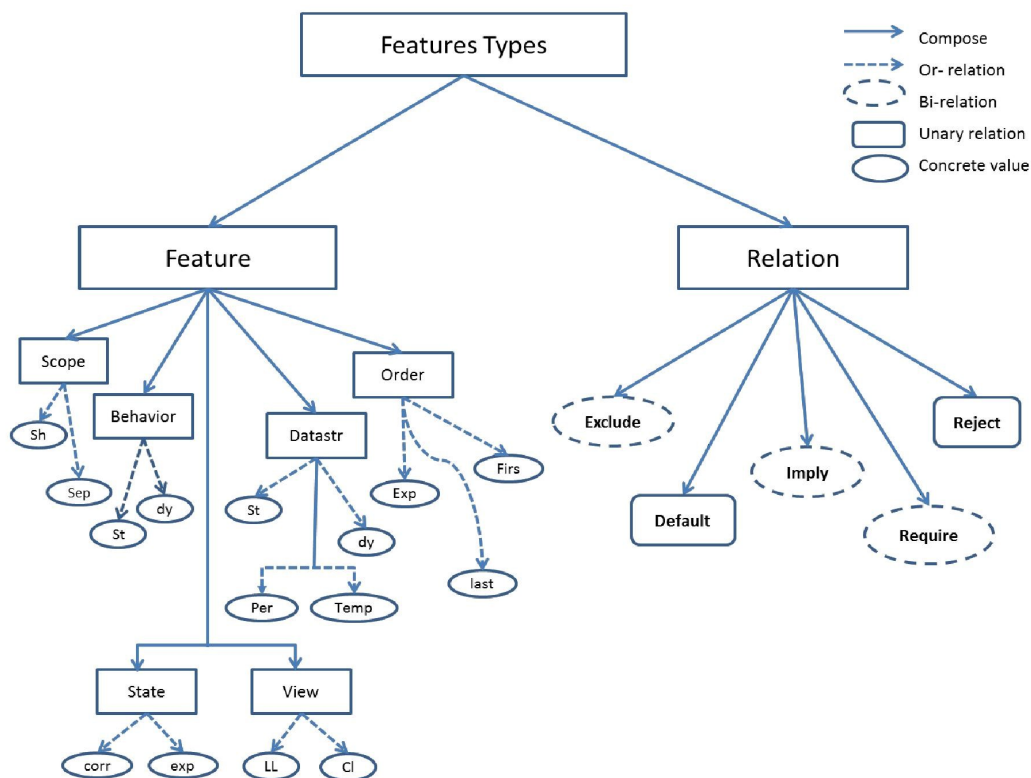 Features Types
Compose
Or- relation
Bi-relation
Unary relation
Concrete value
Feature
Relation
Scope
Behavior
Datastr
Order
Sh
Sep
St
dy
St
dy
Per
Temp
Exp
Firs
last
Exclude
Default
Imply
Require
Reject
State
View
corr
exp
LL
Cl